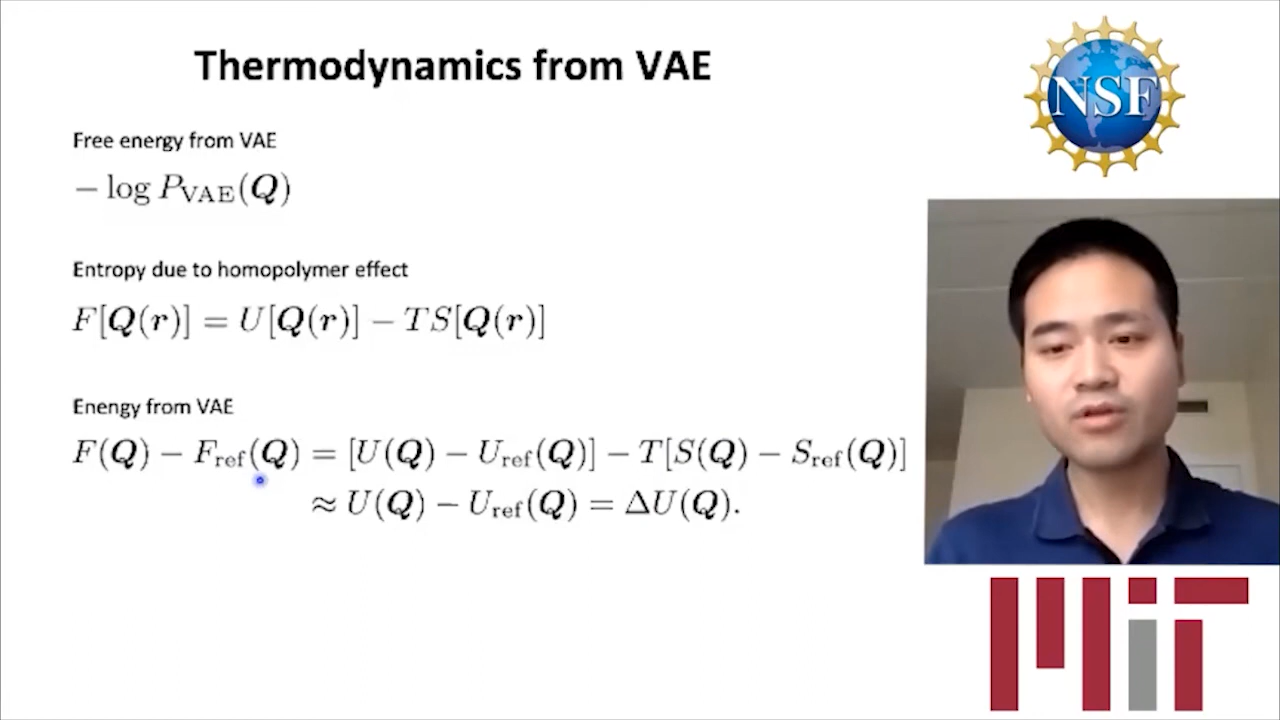 Thermodynamics from VAE
NSF
Free energy from VAE
− log P_VAE(Q)
Entropy due to homopolymer effect
F[Q(r)] = U[Q(r)] − TS[Q(r)]
Energy from VAE
F(Q) − F_ref(Q) = [U(Q) − U_ref(Q)] − T[S(Q) − S_ref(Q)]
≈ U(Q) − U_ref(Q) = ΔU(Q).
MIT